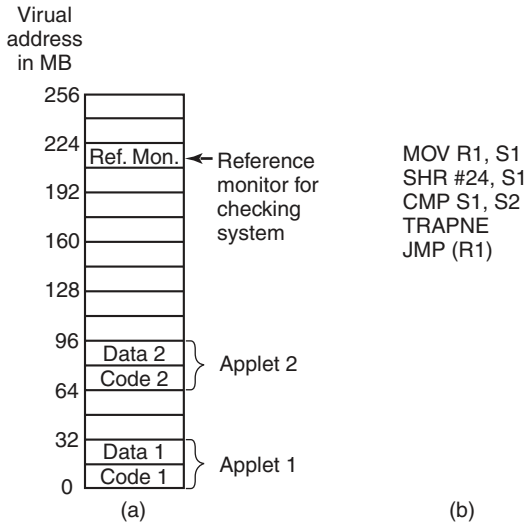 Virual
address
in MB
256
224
Ref. Mon.
Reference
monitor for
checking
system
192
160
128
96
Data 2
Code 2
Applet 2
64
32
Data 1
Code 1
Applet 1
0
(a)
MOV R1, S1
SHR #24, S1
CMP S1, S2
TRAPNE
JMP (R1)
(b)